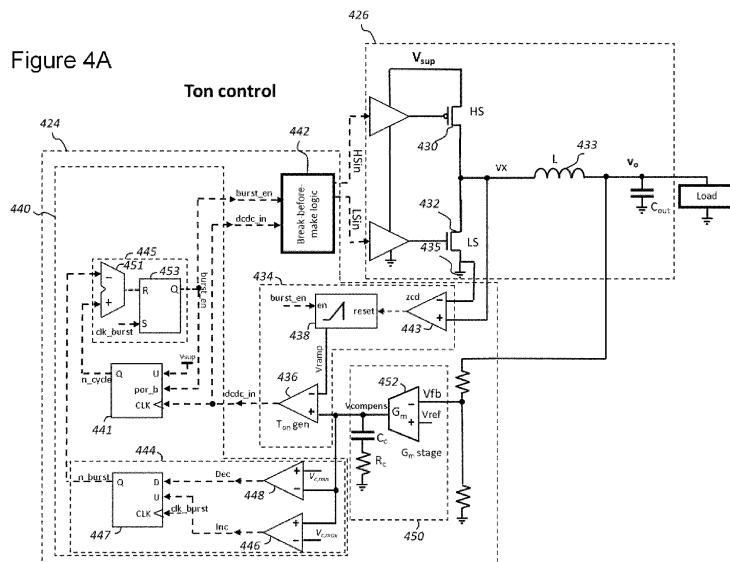 Figure 4A
Ton control
426
Vsup
HS
430
424
442
HSin
LSin
Break-before-make logic
burst_en
dcdc_in
440
vx
L
433
vo
Cout
Load
432
LS
435
434
445
451
453
R
Q
S
burst_en
clk_burst
burst_en
en
reset
438
zcd
443
Vramp
Vsup
n_cycle
Q
U
por_b
CLK
441
dcdc_in
436
Ton gen
Vcompens
Cc
Rc
452
Gm
Vfb
Vref
Gm stage
450
444
n_burst
Q
D
U
CLK
447
Dec
clk_burst
Inc
448
Vc,min
446
Vc,max